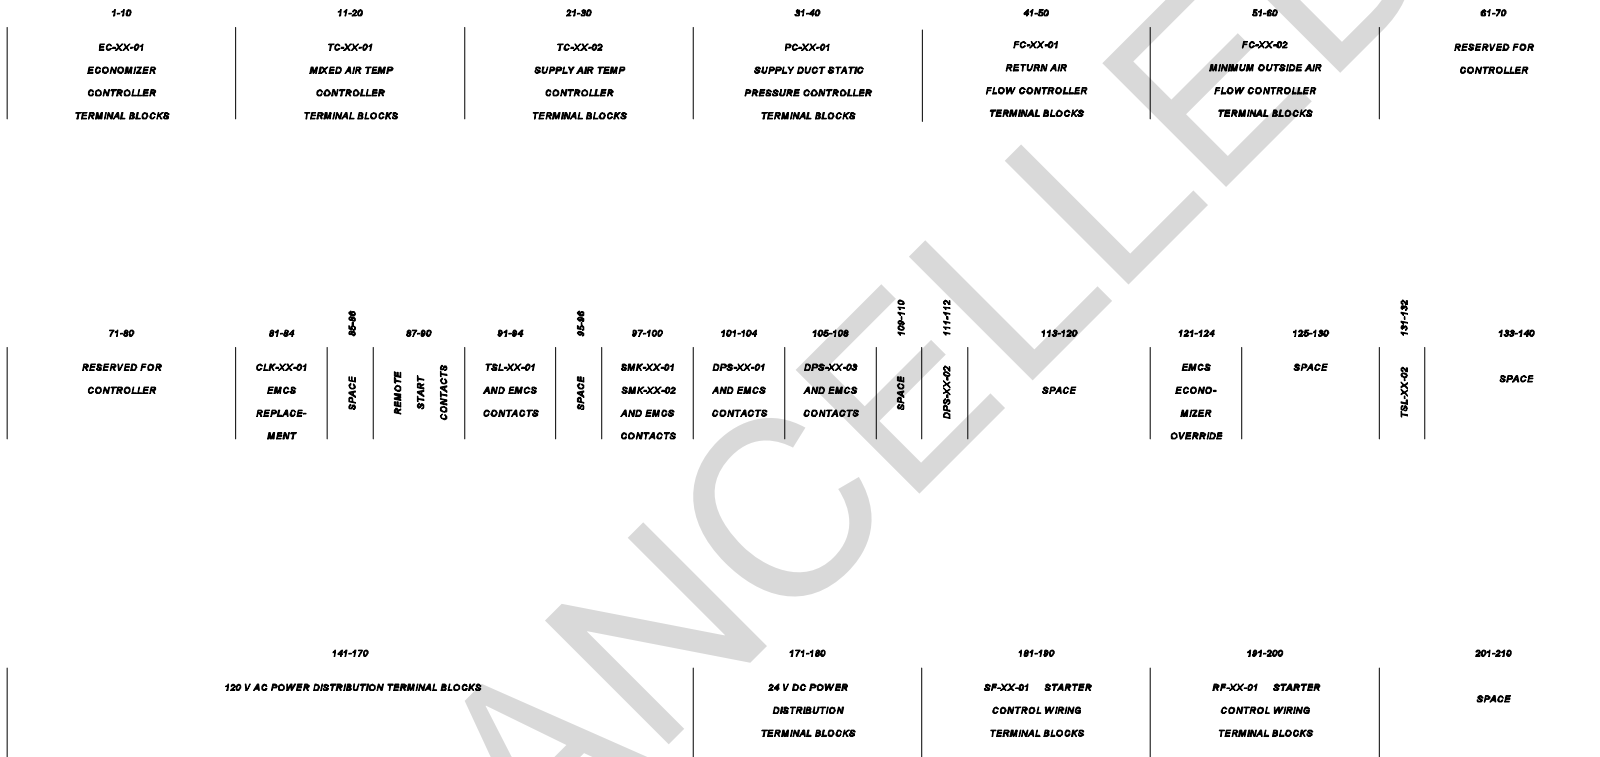 1-10 11-20 21-30 31-40 41-50 51-60 61-70
EC-XX-01
ECONOMIZER
CONTROLLER
TERMINAL BLOCKS
TC-XX-01
MIXED AIR TEMP
CONTROLLER
TERMINAL BLOCKS
TC-XX-02
SUPPLY AIR TEMP
CONTROLLER
TERMINAL BLOCKS
PC-XX-01
SUPPLY DUCT STATIC
PRESSURE CONTROLLER
TERMINAL BLOCKS
FC-XX-01
RETURN AIR
FLOW CONTROLLER
TERMINAL BLOCKS
FC-XX-02
MINIMUM OUTSIDE AIR
FLOW CONTROLLER
TERMINAL BLOCKS
RESERVED FOR
CONTROLLER
71-80
RESERVED FOR
CONTROLLER
81-84
CLK-XX-01
EMCS
REPLACE-
MENT
85-86
SPACE
87-90
REMOTE
START
CONTACTS
91-94
TSL-XX-01
AND EMCS
CONTACTS
95-96
SPACE
97-100
SMK-XX-01
SMK-XX-02
AND EMCS
CONTACTS
101-104
DPS-XX-01
AND EMCS
CONTACTS
105-108
DPS-XX-03
AND EMCS
CONTACTS
109-110
SPACE
111-112
DPS-XX-02
113-120
SPACE
121-124
EMCS
ECONO-
MIZER
OVERRIDE
125-130
SPACE
131-132
TSL-XX-02
133-140
SPACE
141-170
120 V AC POWER DISTRIBUTION TERMINAL BLOCKS
171-180
24 V DC POWER
DISTRIBUTION
TERMINAL BLOCKS
181-190
SF-XX-01 STARTER
CONTROL WIRING
TERMINAL BLOCKS
191-200
RF-XX-01 STARTER
CONTROL WIRING
TERMINAL BLOCKS
201-210
SPACE
ANCELLED